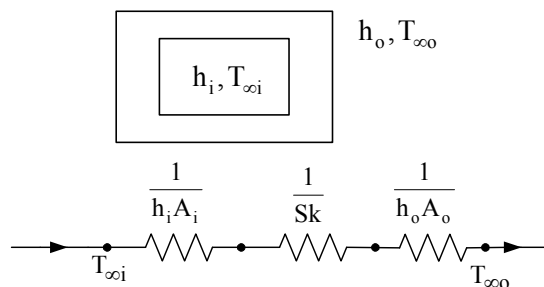 h_o, T_∞o
h_i, T_∞i
1/(h_i A_i) 1/(Sk) 1/(h_o A_o)
T_∞i T_∞o